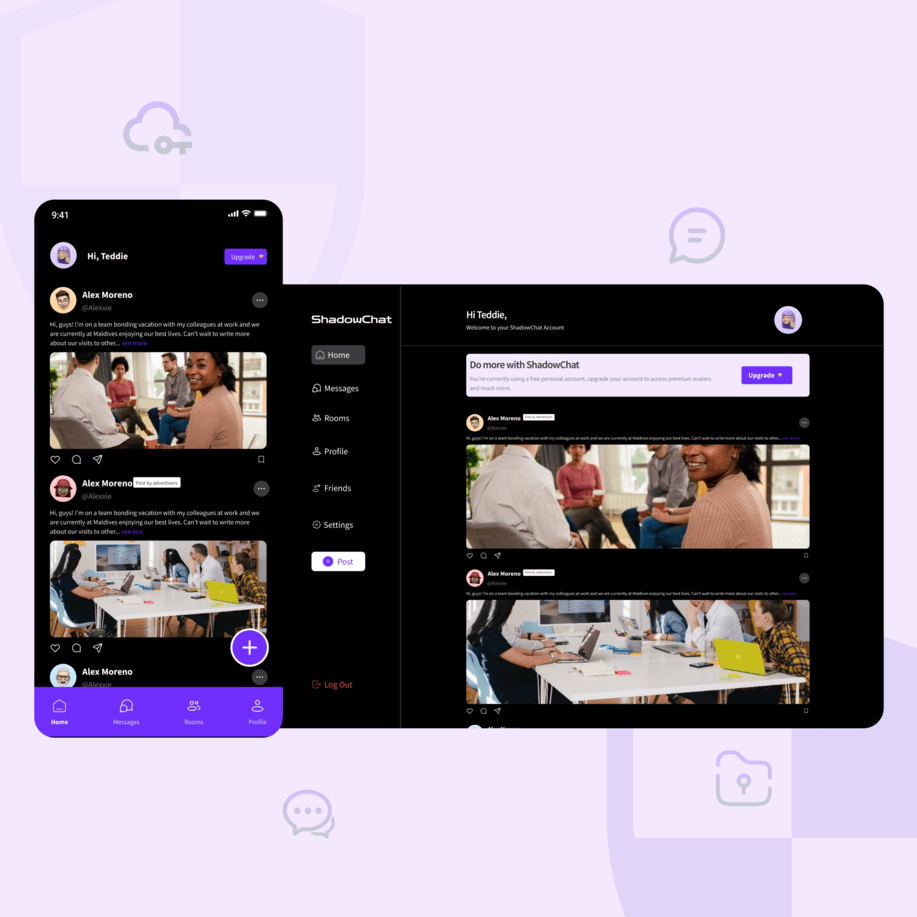 9:41
Hi, Teddie
Upgrade
Alex Moreno
@Alexxie
Hi, guys! I'm on a team bonding vacation with my colleagues at work and we
are currently at Maldives enjoying our best lives. Can't wait to write more
about our visits to other... see more
Alex Moreno
Post by advertisers
@Alexxie
Hi, guys! I'm on a team bonding vacation with my colleagues at work and we
are currently at Maldives enjoying our best lives. Can't wait to write more
about our visits to other... see less
Alex Moreno
@Alexxie
Home
Messages
Rooms
Profile
ShadowChat
Home
Messages
Rooms
Profile
Friends
Settings
Post
Log Out
Hi Teddie,
Welcome to your ShadowChat Account
Do more with ShadowChat
You're currently using a free personal account, upgrade your account to access premium avatars
and much more.
Upgrade
Alex Moreno
Post by advertisers
@Alexxie
Hi, guys! I'm on a team bonding vacation with my colleagues at work and we are currently at Maldives enjoying our best lives. Can't wait to write more about our visits to other... see more
Alex Moreno
Post by advertisers
@Alexxie
Hi, guys! I'm on a team bonding vacation with my colleagues at work and we are currently at Maldives enjoying our best lives. Can't wait to write more about our visits to other... see less